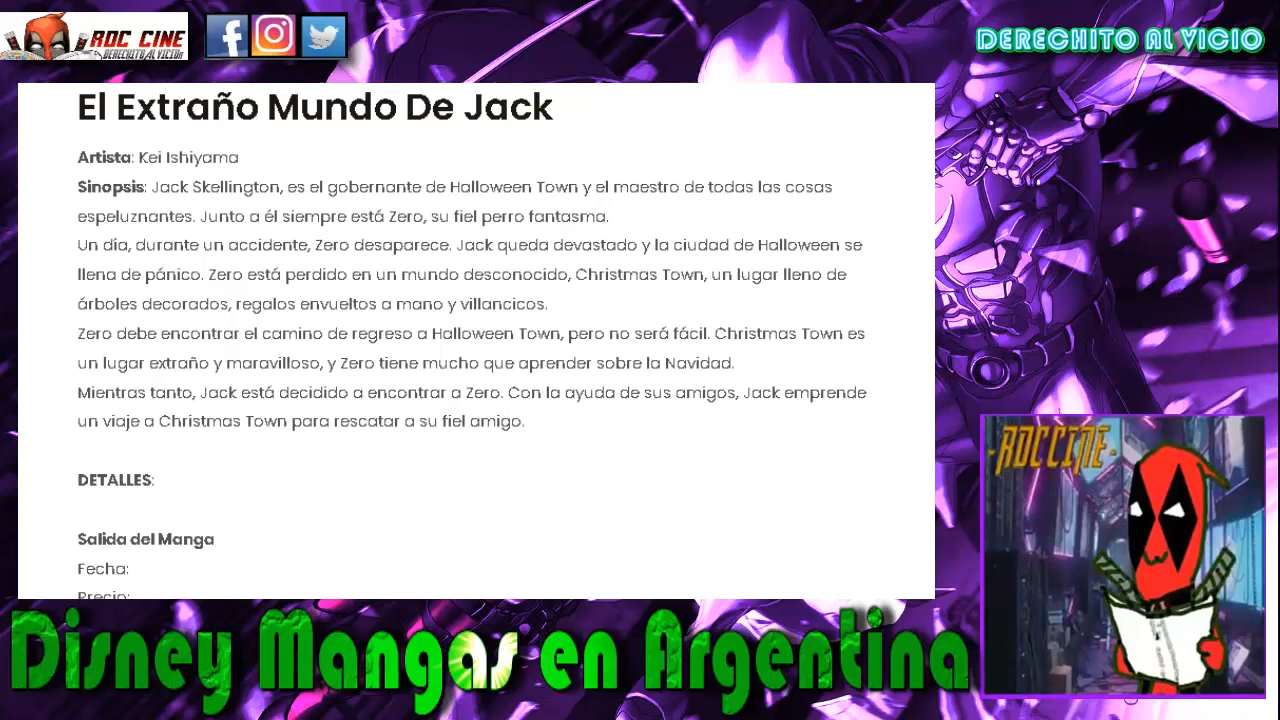 ROC CINE
DERECHITO AL VICIO
DERECHITO AL VICIO
El Extraño Mundo De Jack
Artista: Kei Ishiyama
Sinopsis: Jack Skellington, es el gobernante de Halloween Town y el maestro de todas las cosas
espeluznantes. Junto a él siempre está Zero, su fiel perro fantasma.
Un día, durante un accidente, Zero desaparece. Jack queda devastado y la ciudad de Halloween se
llena de pánico. Zero está perdido en un mundo desconocido, Christmas Town, un lugar lleno de
árboles decorados, regalos envueltos a mano y villancicos.
Zero debe encontrar el camino de regreso a Halloween Town, pero no será fácil. Christmas Town es
un lugar extraño y maravilloso, y Zero tiene mucho que aprender sobre la Navidad.
Mientras tanto, Jack está decidido a encontrar a Zero. Con la ayuda de sus amigos, Jack emprende
un viaje a Christmas Town para rescatar a su fiel amigo.
DETALLES:
Salida del Manga
Fecha:
Precio:
-ROC CINE-
Disney Mangas en Argentina